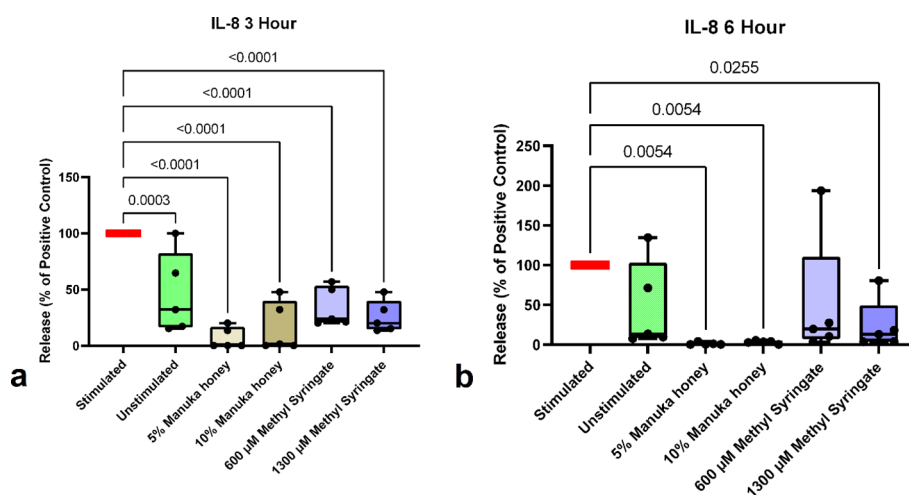 IL-8 3 Hour
<0.0001
<0.0001
<0.0001
<0.0001
0.0003
Release (% of Positive Control)
150
100
50
0
Stimulated
Unstimulated
5% Manuka honey
10% Manuka honey
600 µM Methyl Syringate
1300 µM Methyl Syringate
a
IL-8 6 Hour
0.0255
0.0054
0.0054
Release (% of Positive Control)
250
200
150
100
50
0
Stimulated
Unstimulated
5% Manuka honey
10% Manuka honey
600 µM Methyl Syringate
1300 µM Methyl Syringate
b